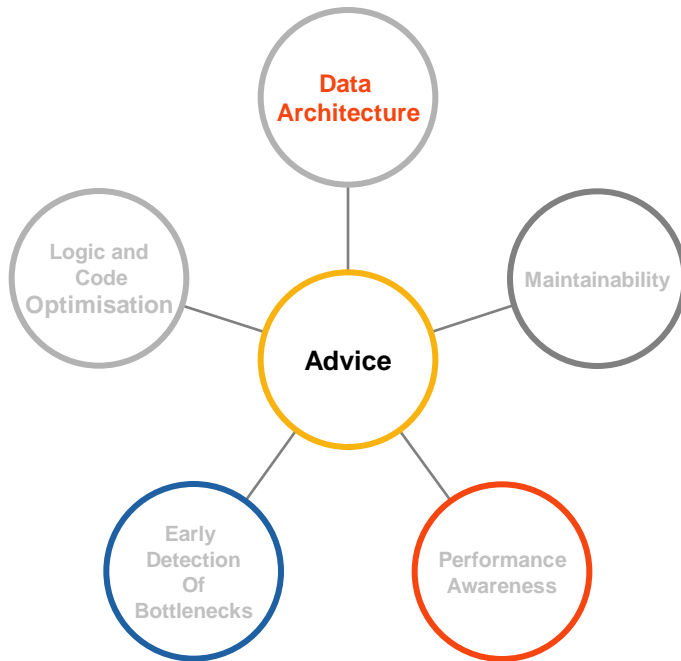 Data
Architecture
Logic and
Code
Optimisation
Maintainability
Advice
Early
Detection
Of
Bottlenecks
Performance
Awareness